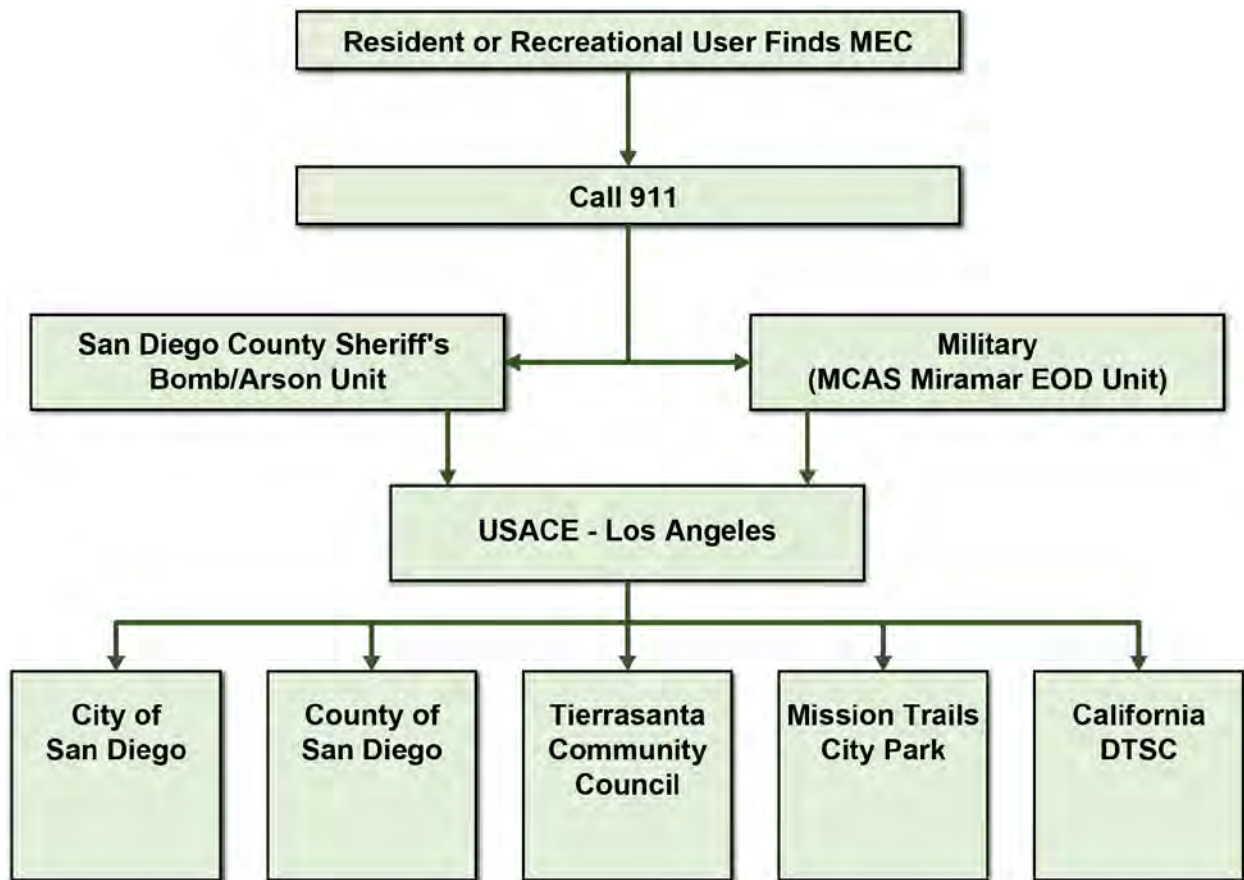 Resident or Recreational User Finds MEC
Call 911
San Diego County Sheriff's
Bomb/Arson Unit
Military
(MCAS Miramar EOD Unit)
USACE - Los Angeles
City of
San Diego
County of
San Diego
Tierrasanta
Community
Council
Mission Trails
City Park
California
DTSC